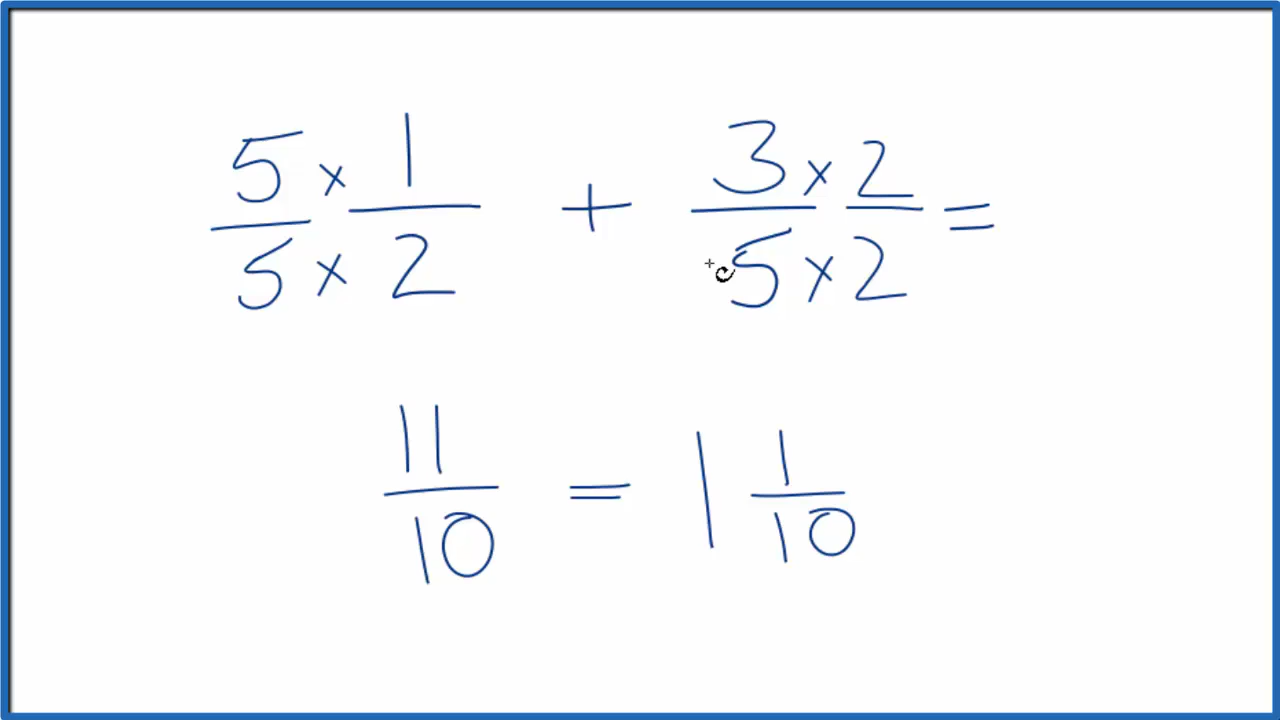 5/5 × 1/2 + 3/5 × 2/2 =
11/10 = 1 1/10